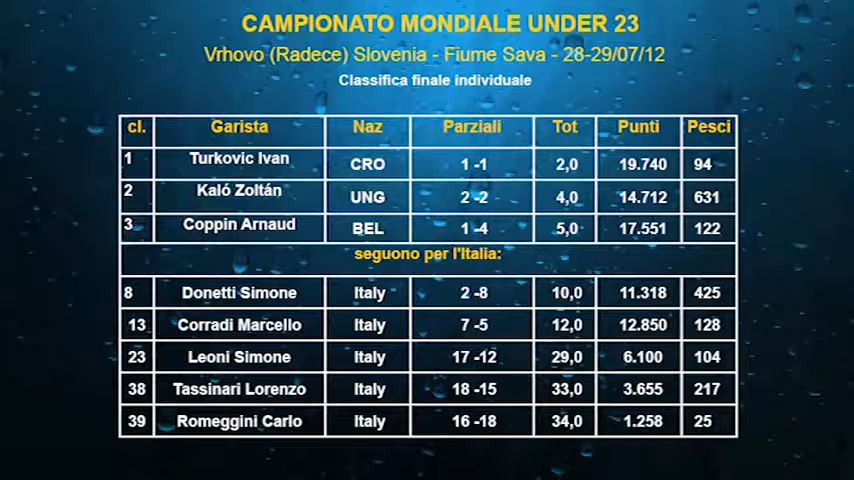 CAMPIONATO MONDIALE UNDER 23
Vrhovo (Radece) Slovenia - Fiume Sava - 28-29/07/12
Classifica finale individuale
cl. Garista Naz Parziali Tot Punti Pesci
1 Turkovic Ivan CRO 1 -1 2,0 19.740 94
2 Kaló Zoltán UNG 2 -2 4,0 14.712 631
3 Coppin Arnaud BEL 1 -4 5,0 17.551 122
seguono per l'Italia:
8 Donetti Simone Italy 2 -8 10,0 11.318 425
13 Corradi Marcello Italy 7 -5 12,0 12.850 128
23 Leoni Simone Italy 17 -12 29,0 6.100 104
38 Tassinari Lorenzo Italy 18 -15 33,0 3.655 217
39 Romeggini Carlo Italy 16 -18 34,0 1.258 25